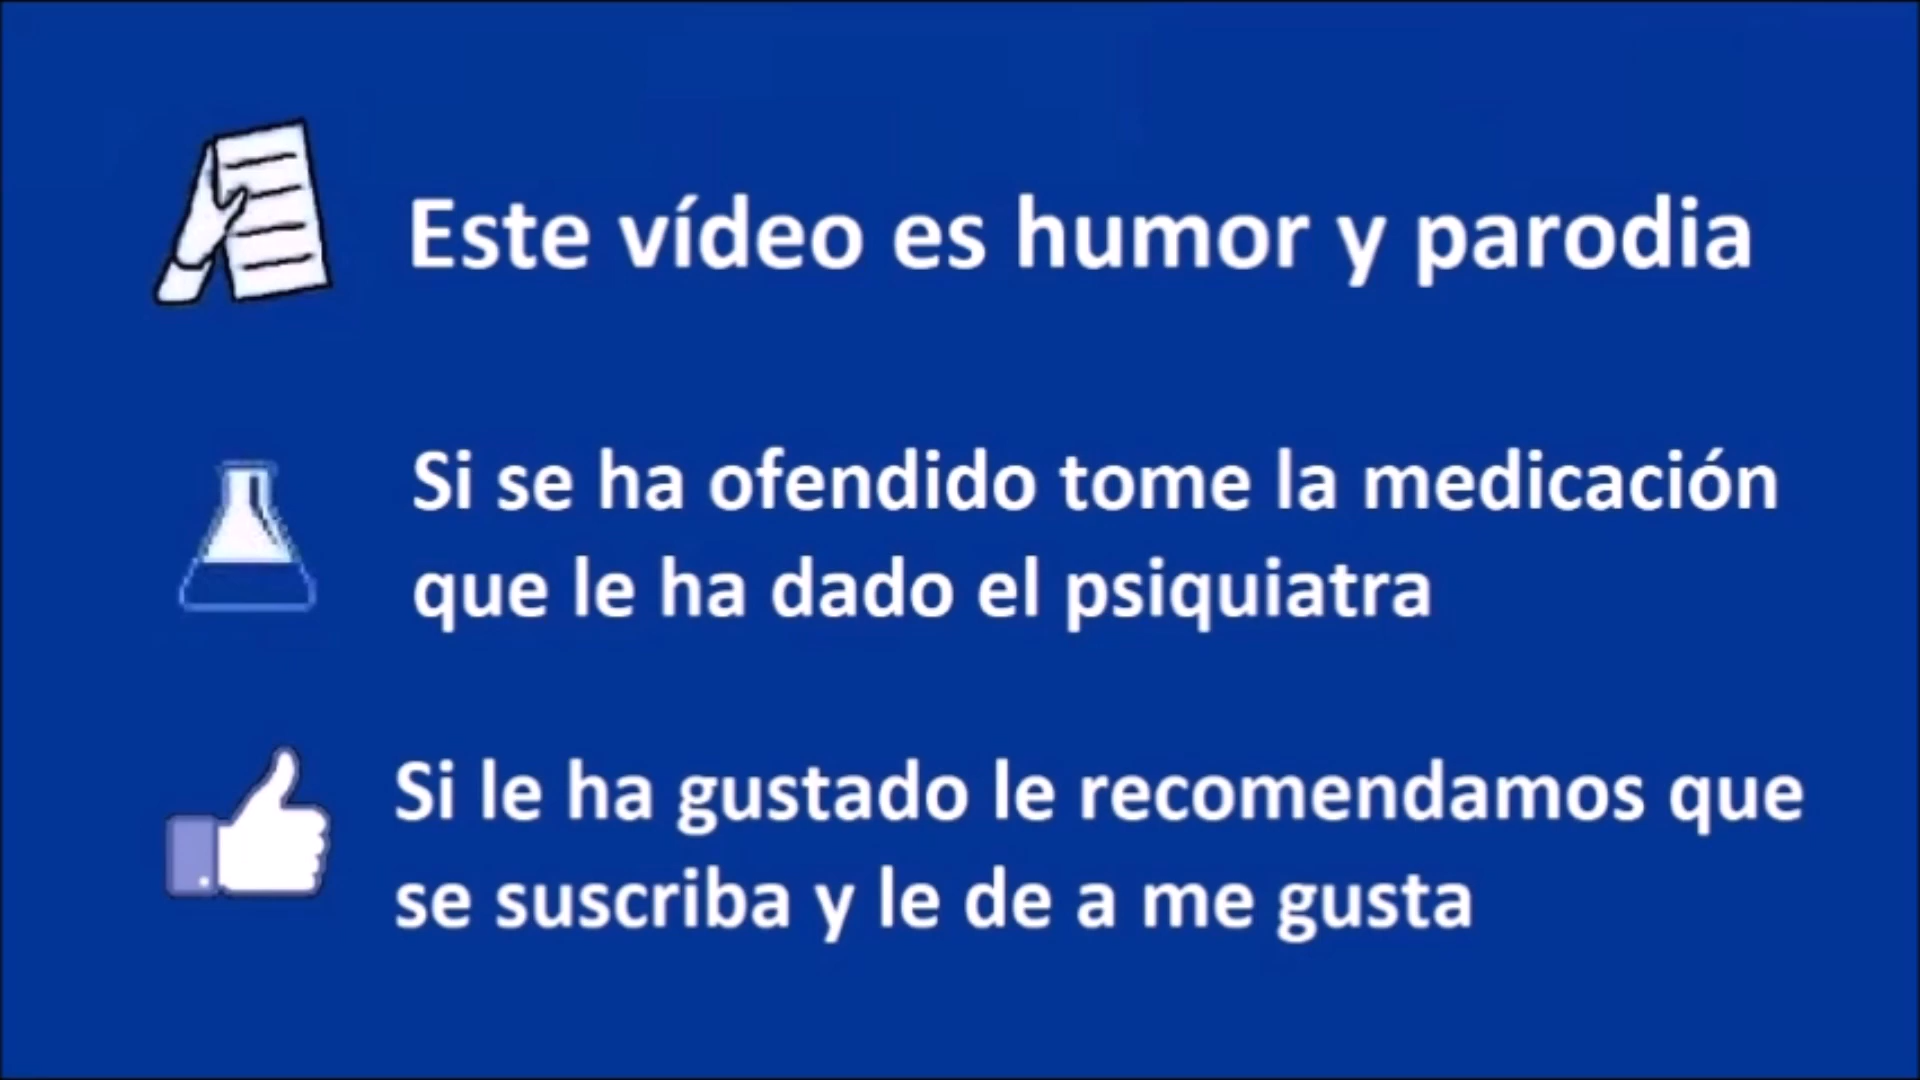 Este vídeo es humor y parodia
Si se ha ofendido tome la medicación
que le ha dado el psiquiatra
Si le ha gustado le recomendamos que
se suscriba y le de a me gusta